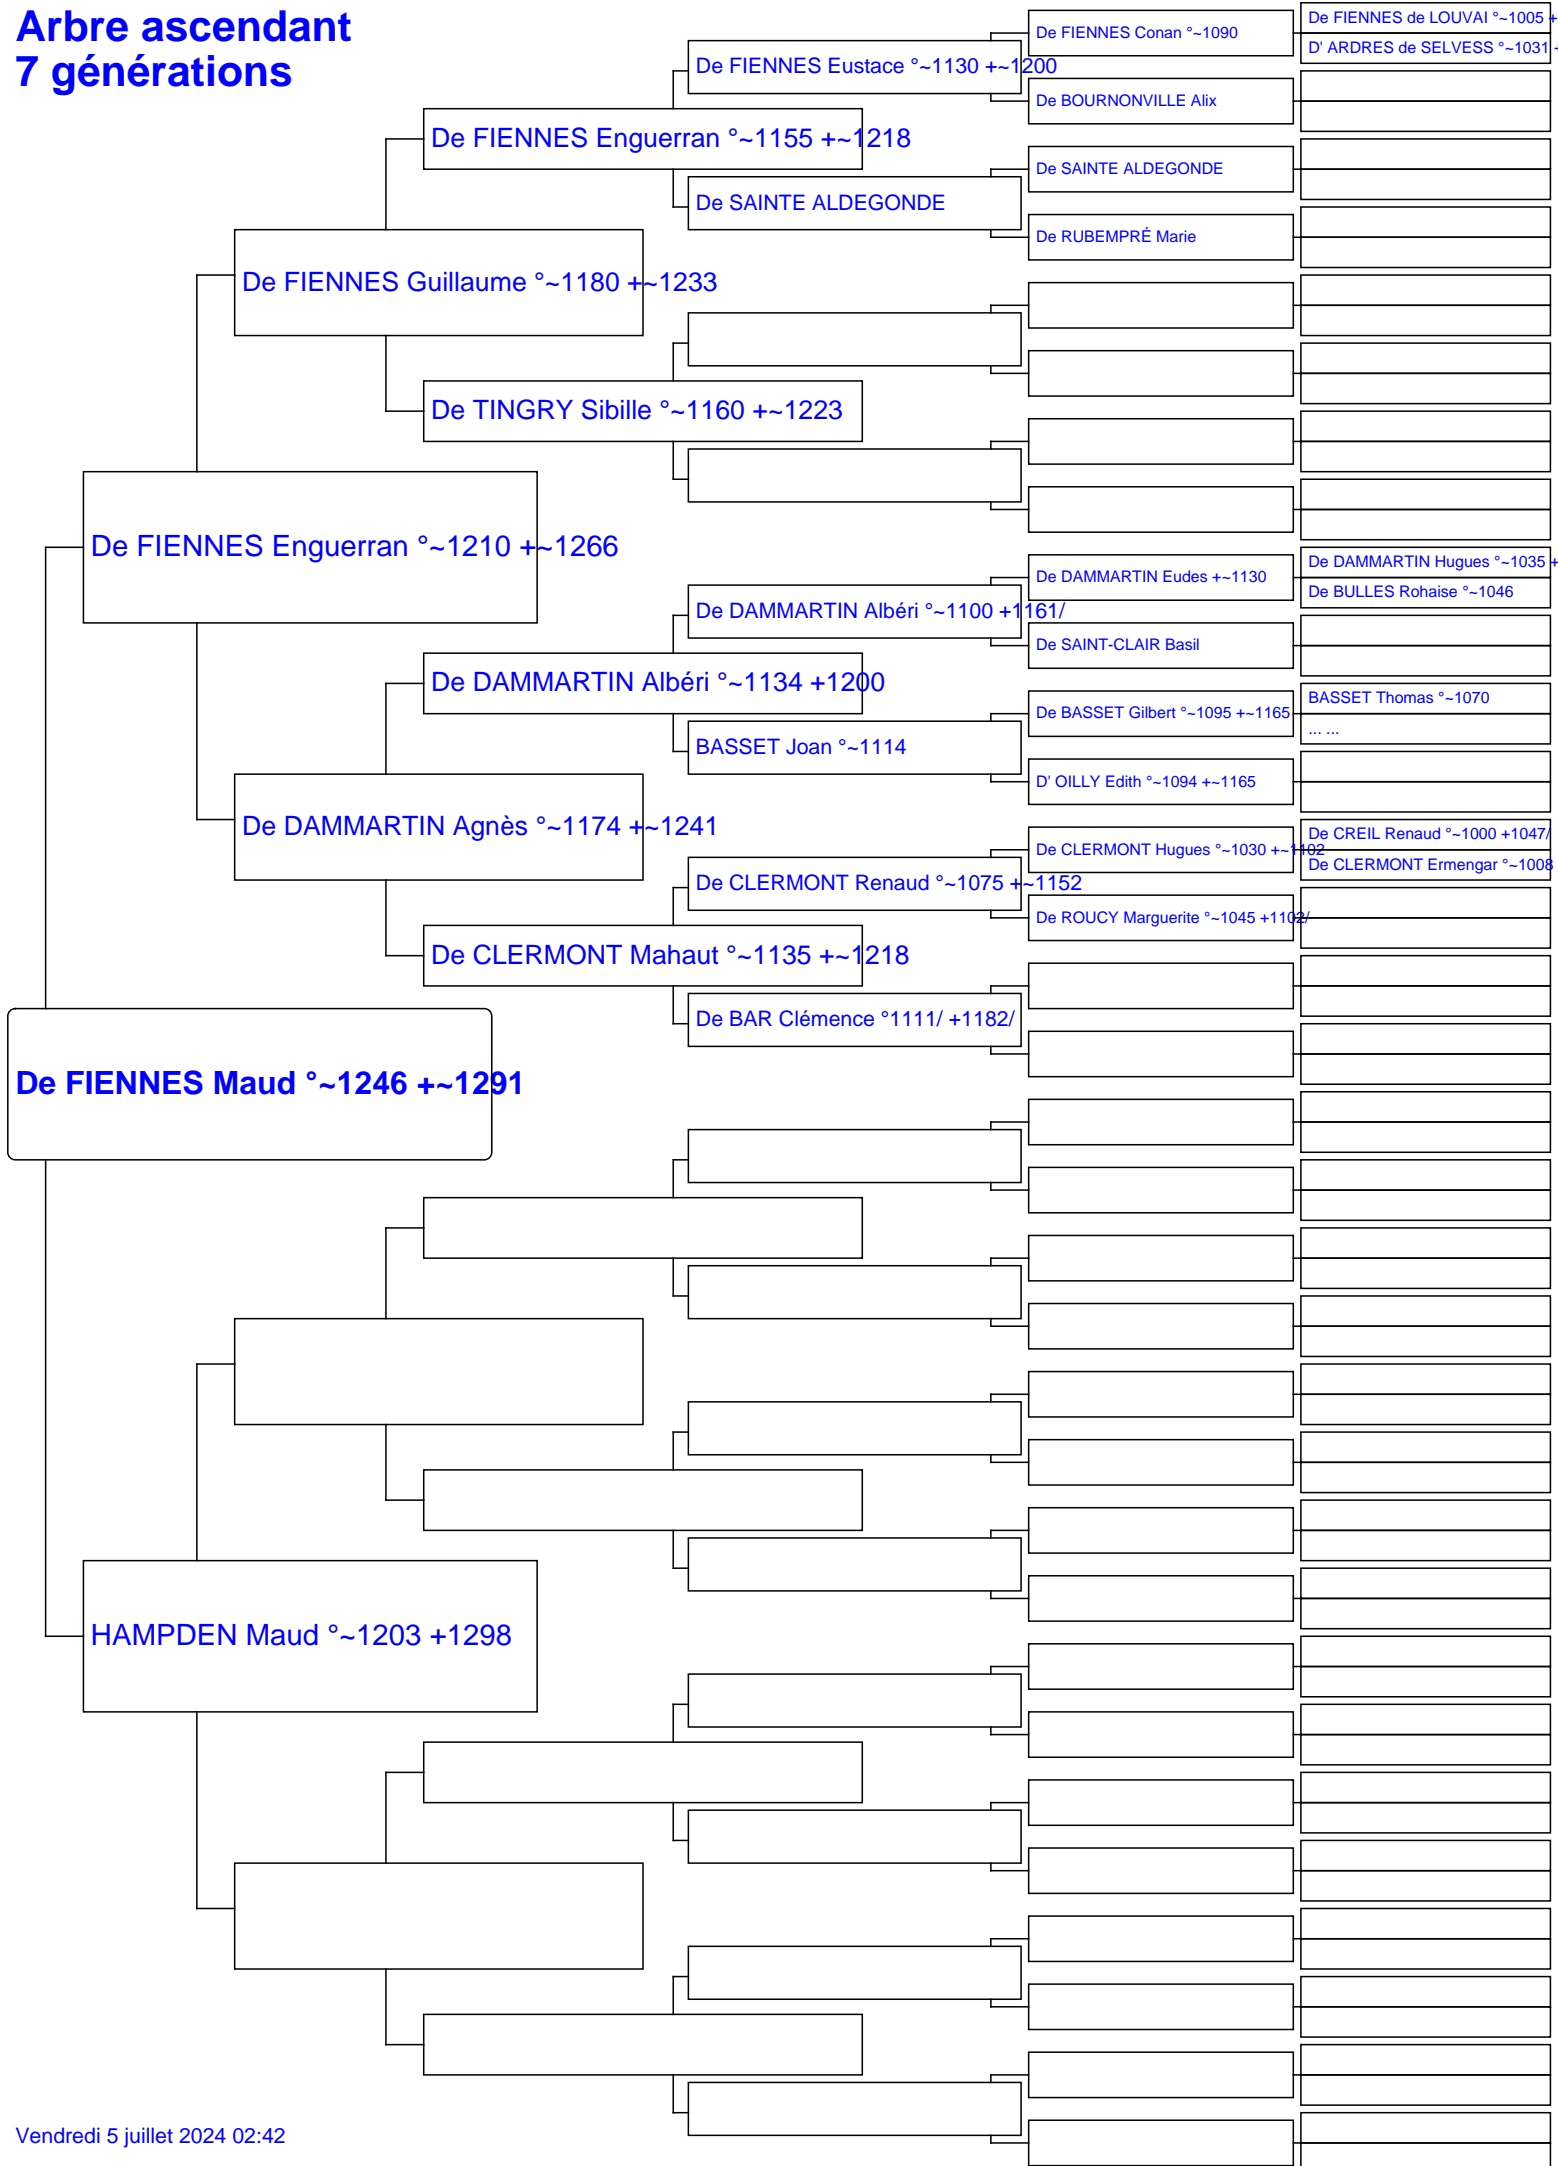 Arbre ascendant
7 générations
De FIENNES Maud °~1246 +~1291
De FIENNES Enguerran °~1210 +~1266
HAMPDEN Maud °~1203 +1298
De FIENNES Guillaume °~1180 +~1233
De DAMMARTIN Agnès °~1174 +~1241
De FIENNES Enguerran °~1155 +~1218
De TINGRY Sibille °~1160 +~1223
De DAMMARTIN Albéri °~1134 +1200
De CLERMONT Mahaut °~1135 +~1218
De FIENNES Eustace °~1130 +~1200
De SAINTE ALDEGONDE
De DAMMARTIN Albéri °~1100 +1161/
BASSET Joan °~1114
De CLERMONT Renaud °~1075 +~1152
De BAR Clémence °1111/ +1182/
De FIENNES Conan °~1090
De BOURNONVILLE Alix
De SAINTE ALDEGONDE
De RUBEMPRÉ Marie
De DAMMARTIN Eudes +~1130
De SAINT-CLAIR Basil
De BASSET Gilbert °~1095 +~1165
D' OILLY Edith °~1094 +~1165
De CLERMONT Hugues °~1030 +~1102
De ROUCY Marguerite °~1045 +1102/
De FIENNES de LOUVAI °~1005 +
D' ARDRES de SELVESS °~1031 +
De DAMMARTIN Hugues °~1035 +
De BULLES Rohaise °~1046
BASSET Thomas °~1070
... ...
De CREIL Renaud °~1000 +1047/
De CLERMONT Ermengar °~1008
Vendredi 5 juillet 2024 02:42